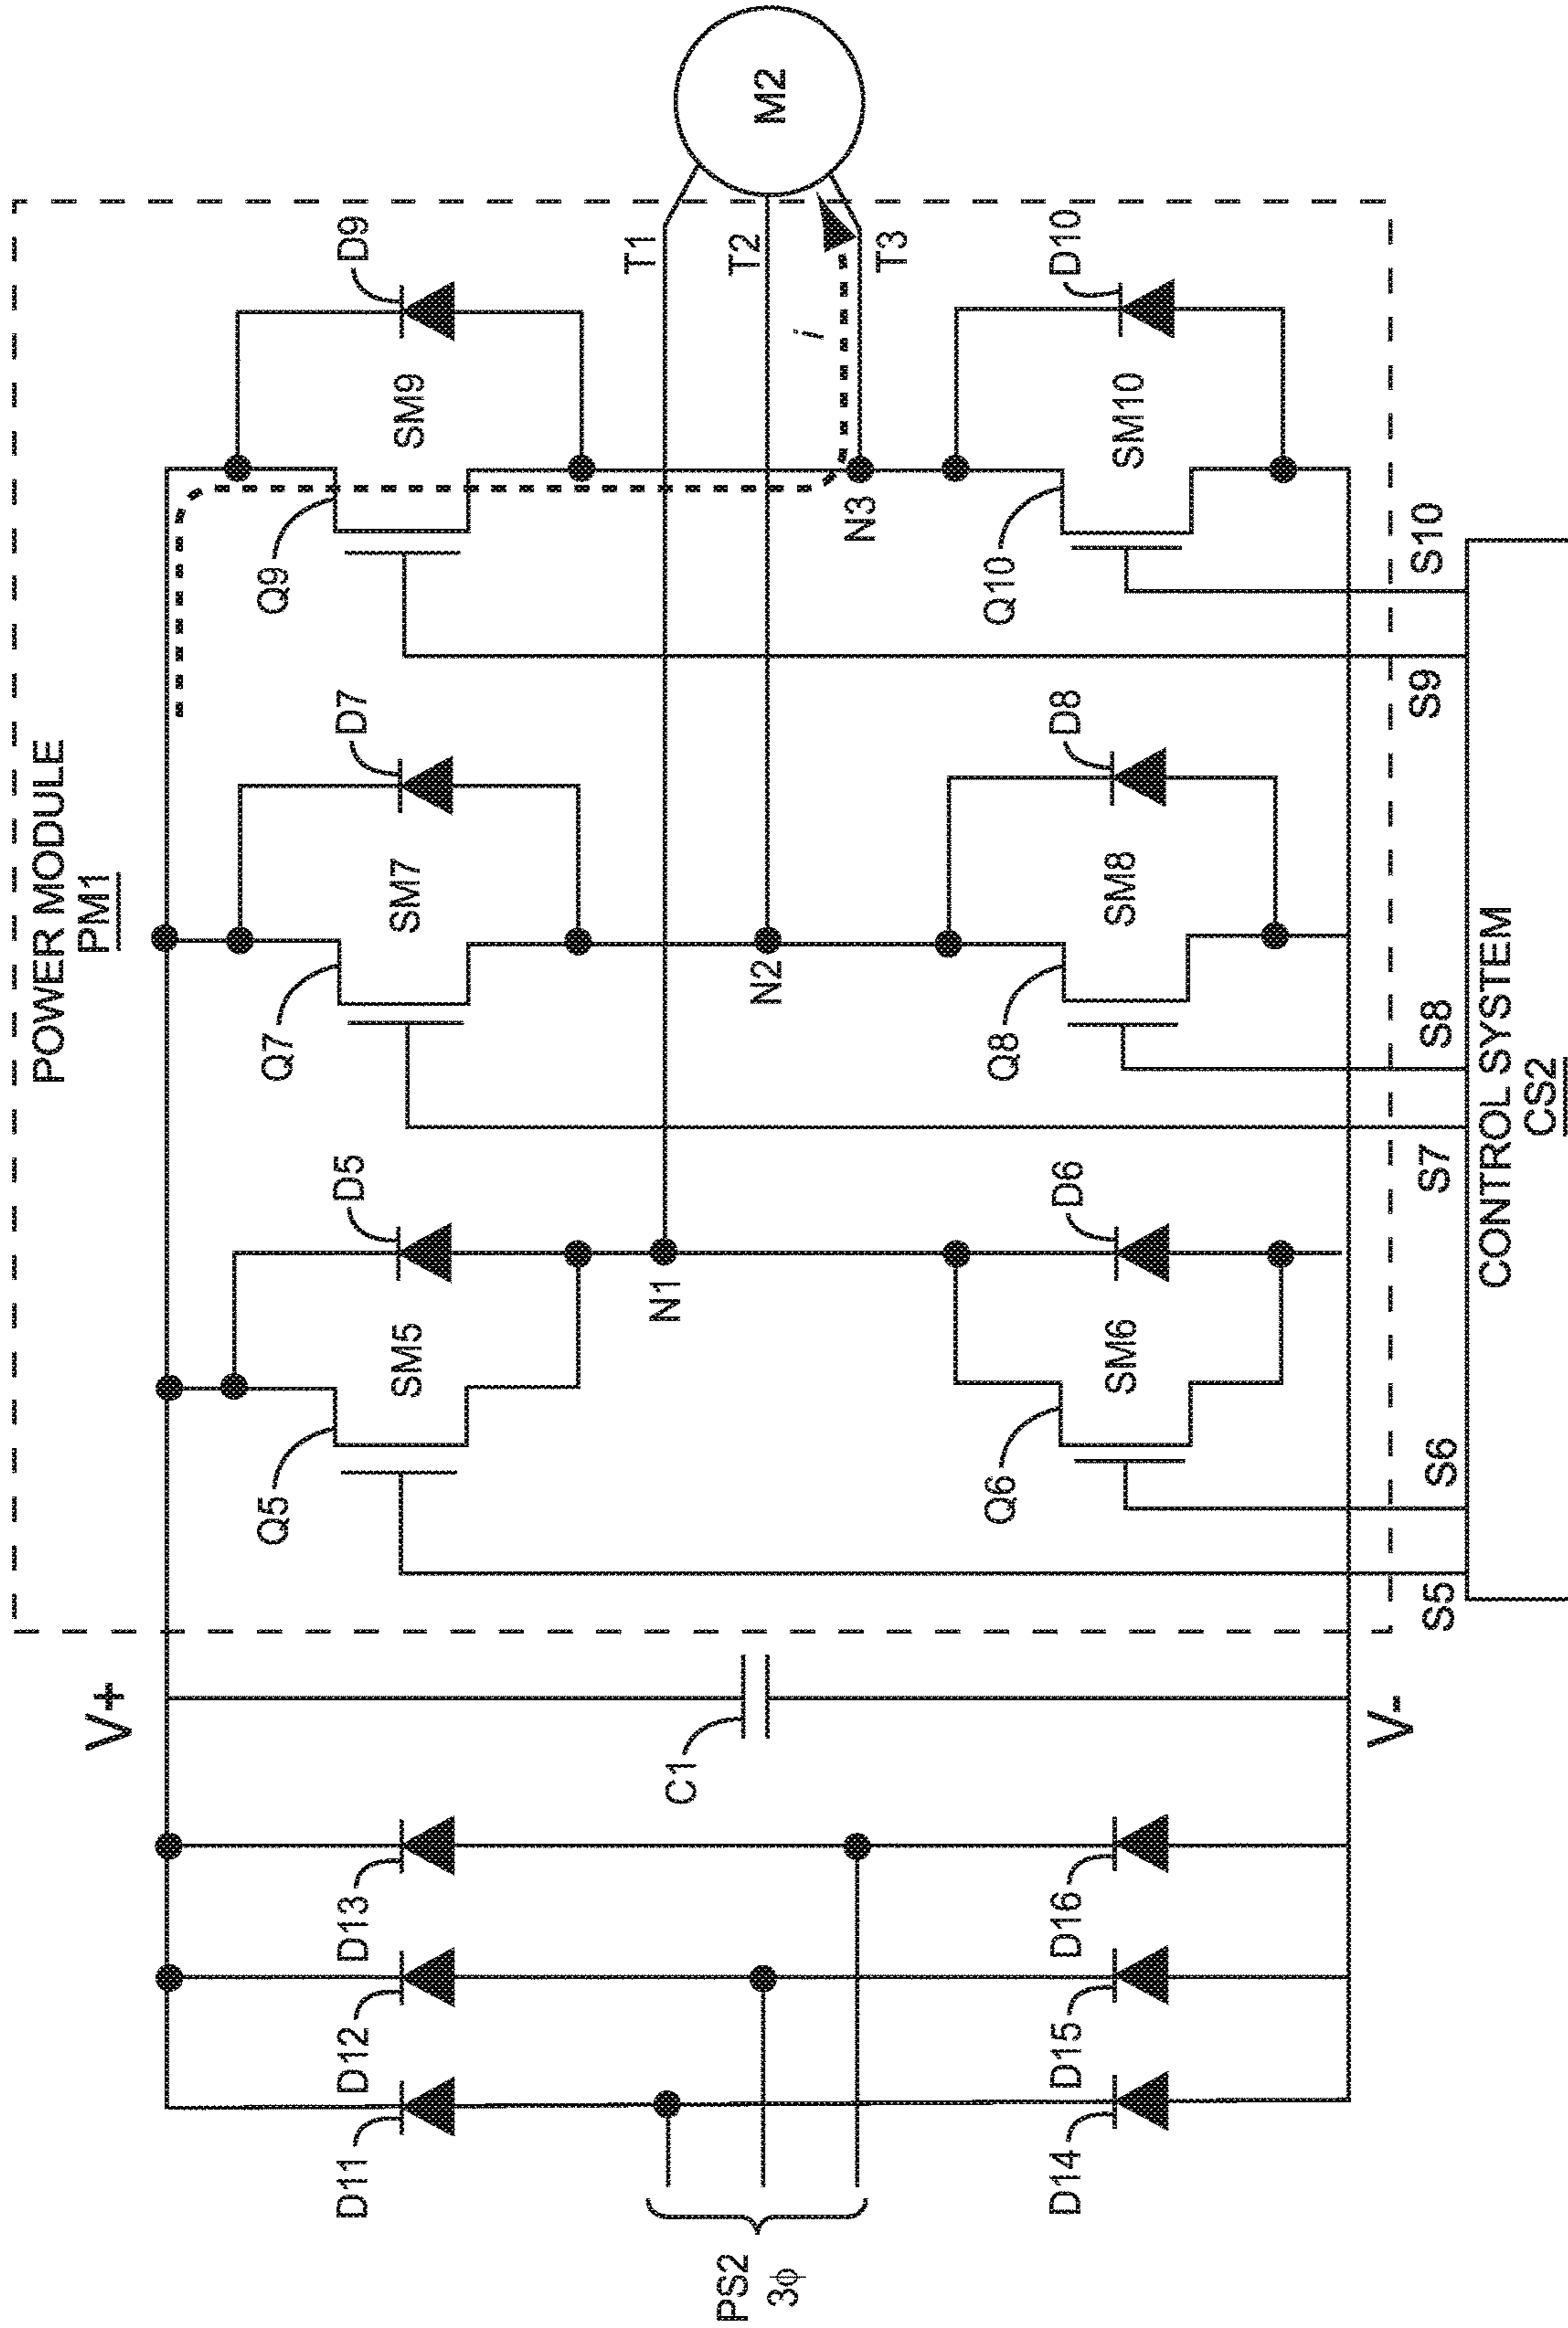 POWER MODULE
PM1
V+
Q5
D5
SM5
Q7
D7
SM7
Q9
D9
SM9
D11
D12
D13
C1
PS2
3ϕ
N1
N2
N3
T1
T2
T3
i
M2
D14
D15
D16
Q6
D6
SM6
Q8
D8
SM8
Q10
D10
SM10
V-
S5
S6
S7
S8
S9
S10
CONTROL SYSTEM
CS2